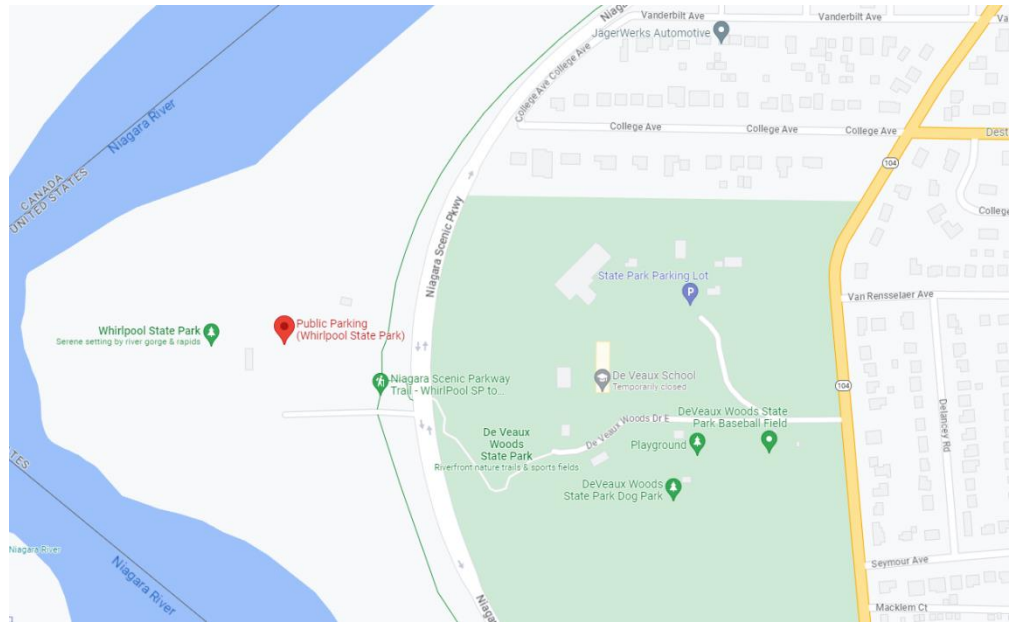 Niagara
Vanderbilt Ave
Vanderbilt Ave
Va
JägerWerks Automotive
College Ave College Ave
Niagara River
College Ave
College Ave
College Ave
Dest
104
CANADA
UNITED STATES
College
Niagara Scenic Pkwy
State Park Parking Lot
P
Van Rensselaer Ave
Whirlpool State Park
Serene setting by river gorge & rapids
Public Parking
(Whirlpool State Park)
Niagara Scenic Parkway
Trail - WhirlPool SP to...
De Veaux School
Temporarily closed
104
De Veaux Woods Dr E
DeVeaux Woods State
Park Baseball Field
Delancey Rd
De Veaux
Woods
State Park
Riverfront nature trails & sports fields
Playground
DeVeaux Woods
State Park Dog Park
TES
Niagara River
Niagara River
Seymour Ave
Niaga
Macklem Ct